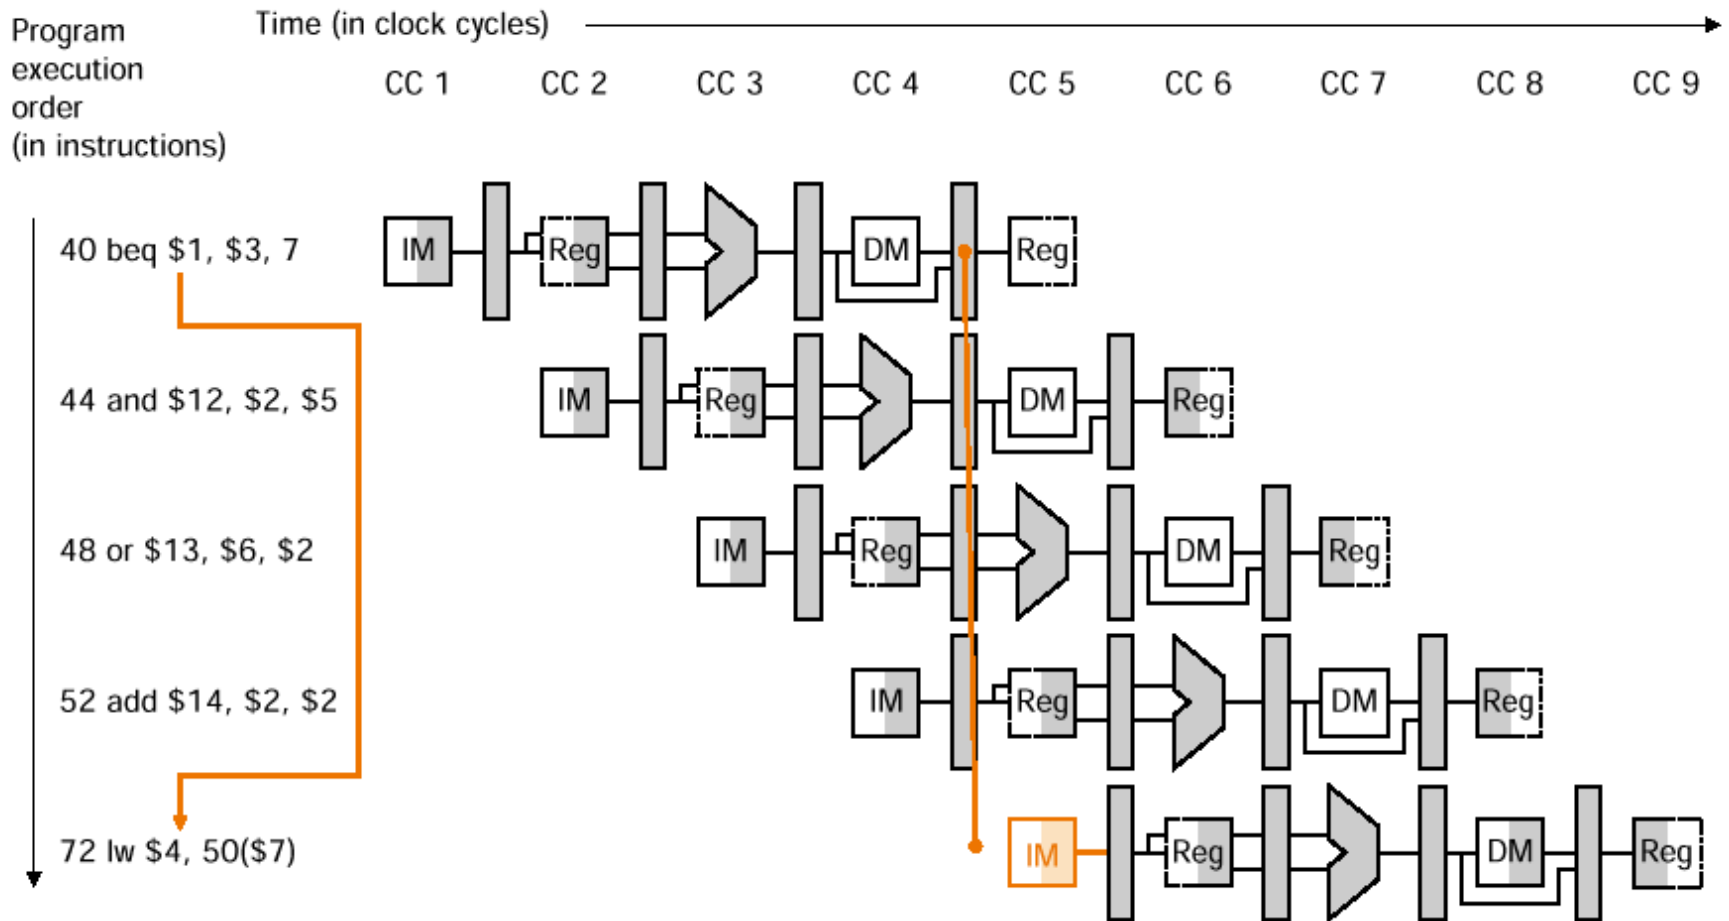 Program
execution
order
(in instructions)
Time (in clock cycles)
CC 1 CC 2 CC 3 CC 4 CC 5 CC 6 CC 7 CC 8 CC 9
40 beq $1, $3, 7
IM Reg DM Reg
44 and $12, $2, $5
IM Reg DM Reg
48 or $13, $6, $2
IM Reg DM Reg
52 add $14, $2, $2
IM Reg DM Reg
72 lw $4, 50($7)
IM Reg DM Reg